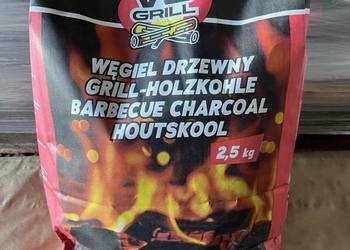 GRILL
WĘGIEL DRZEWNY
GRILL-HOLZKOHLE
BARBECUE CHARCOAL
HOUTSKOOL
2,5 kg